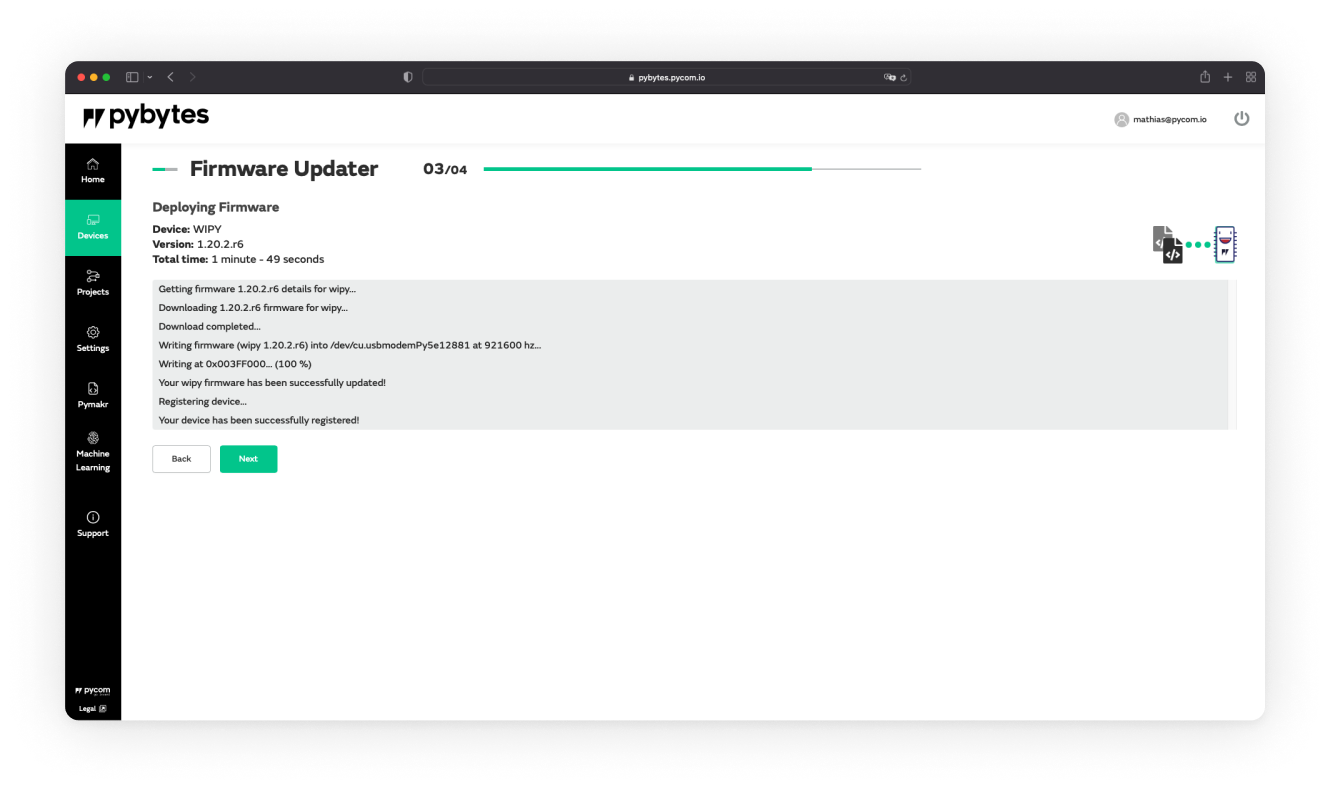 pybytes.pycom.io
pybytes
mathias@pycom.io
Home
Devices
Projects
Settings
Pymakr
Machine
Learning
Support
pycom
Legal
Firmware Updater
03/04
Deploying Firmware
Device: WIPY
Version: 1.20.2.r6
Total time: 1 minute - 49 seconds
Getting firmware 1.20.2.r6 details for wipy...
Downloading 1.20.2.r6 firmware for wipy...
Download completed...
Writing firmware (wipy 1.20.2.r6) into /dev/cu.usbmodemPy5e12881 at 921600 hz...
Writing at 0x003FF000... (100 %)
Your wipy firmware has been successfully updated!
Registering device...
Your device has been successfully registered!
Back
Next